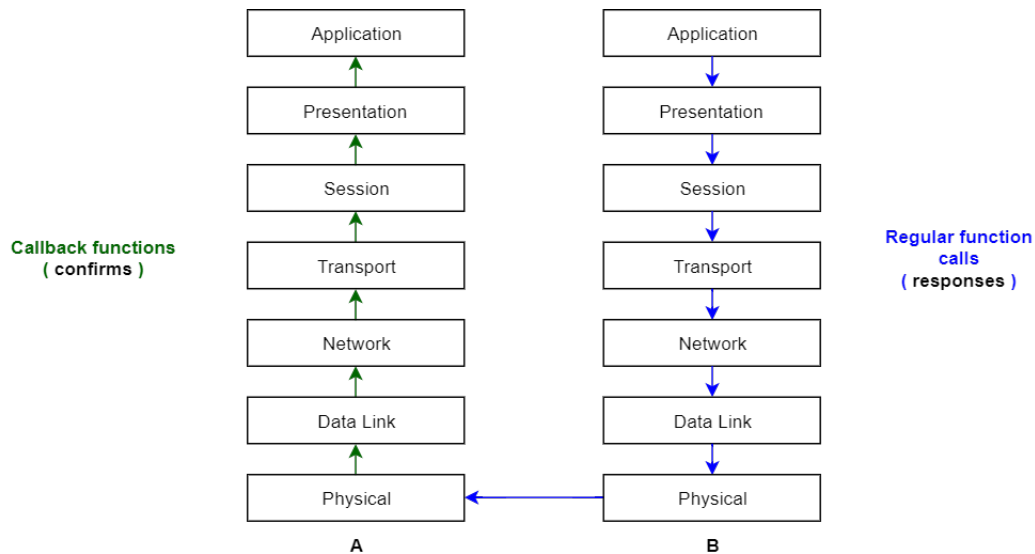 Application
Presentation
Session
Transport
Network
Data Link
Physical
A
Application
Presentation
Session
Transport
Network
Data Link
Physical
B
Callback functions
( confirms )
Regular function
calls
( responses )